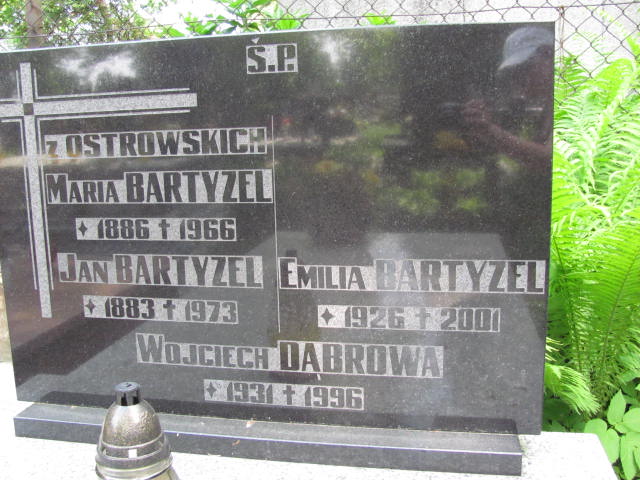 Ś.P.
z OSTROWSKICH
MARIA BARTYZEL
✦ 1886 ✝ 1966
JAN BARTYZEL
✦ 1883 ✝ 1973
EMILIA BARTYZEL
✦ 1926 ✝ 2001
WOJCIECH DĄBROWA
✦ 1931 ✝ 1996